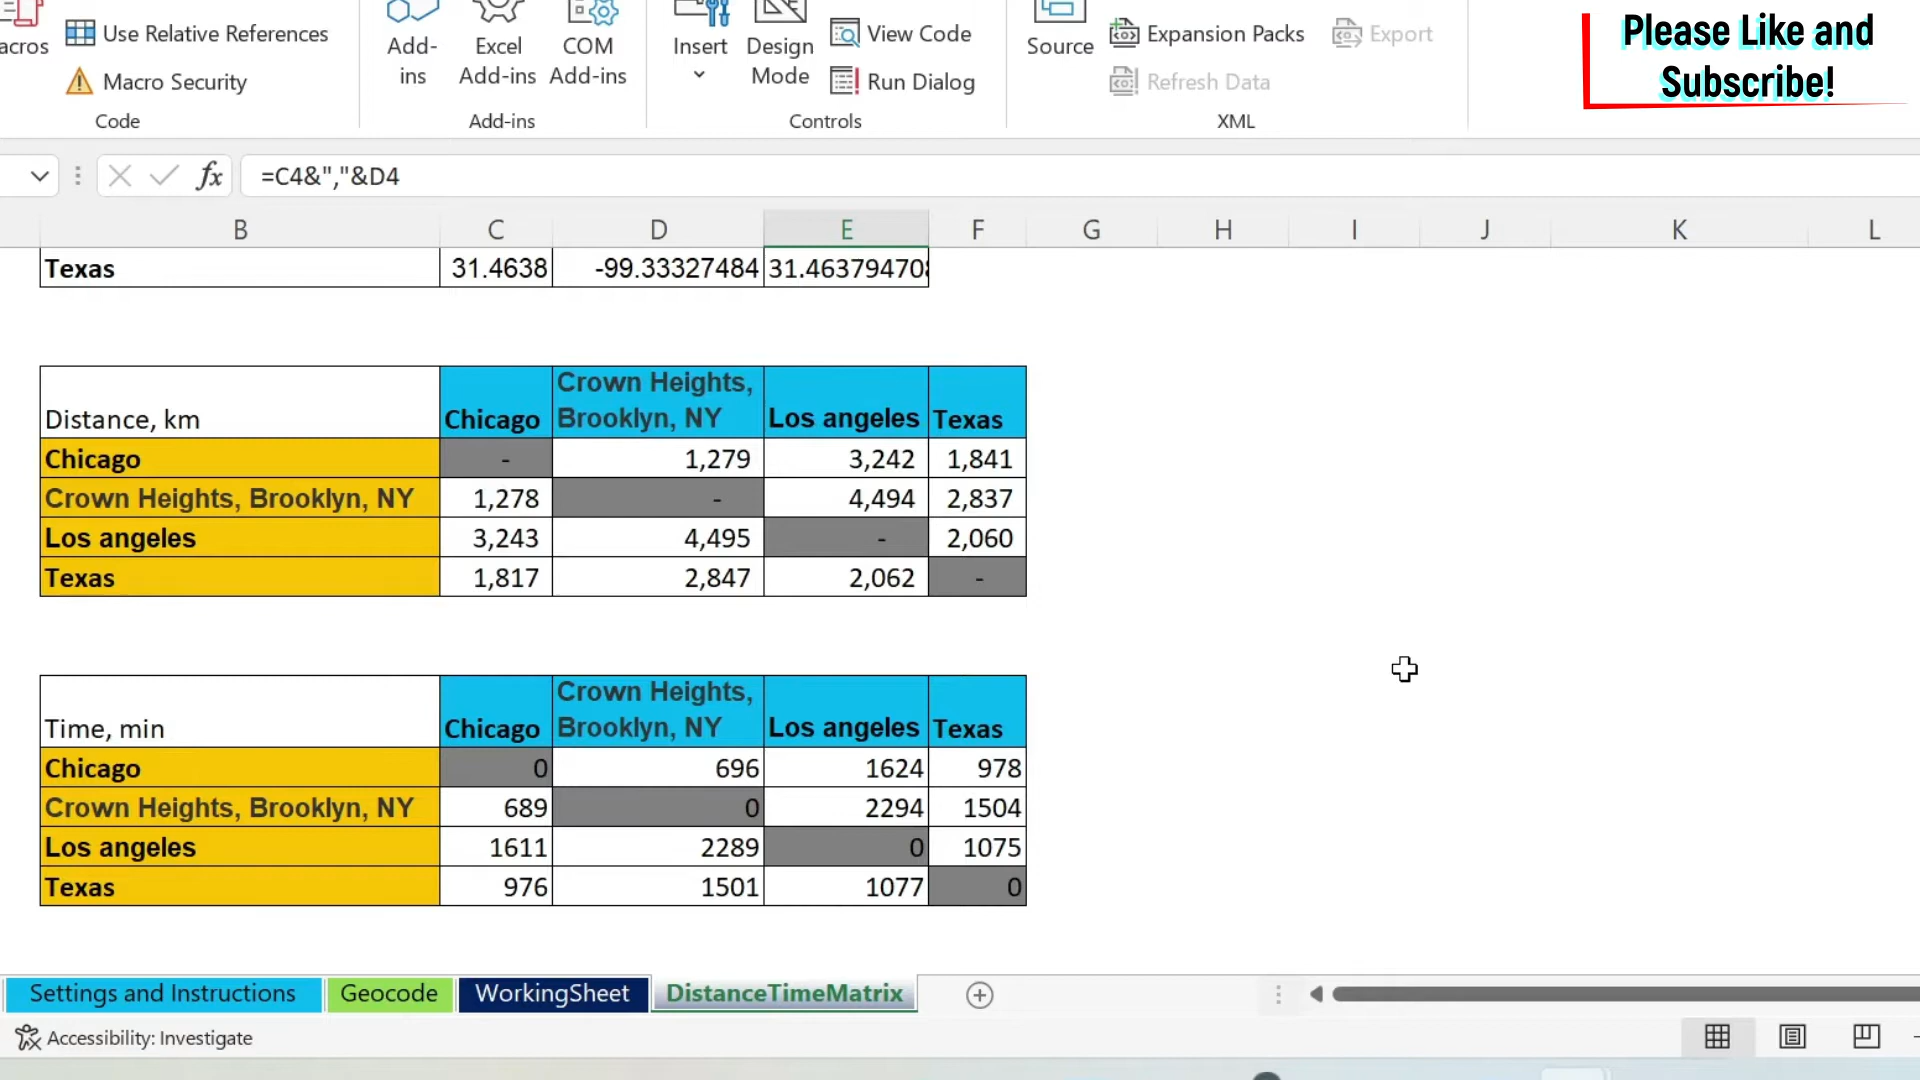 acros
Use Relative References
Macro Security
Code
Add-
ins
Excel
Add-ins
COM
Add-ins
Add-ins
Insert
Design
Mode
View Code
Run Dialog
Controls
Source
Expansion Packs
Export
Refresh Data
XML
Please Like and
Subscribe!
fx =C4&","&D4
B C D E F G H I J K L
Texas 31.4638 -99.33327484 31.46379470
Distance, km Chicago Crown Heights, Brooklyn, NY Los angeles Texas
Chicago - 1,279 3,242 1,841
Crown Heights, Brooklyn, NY 1,278 - 4,494 2,837
Los angeles 3,243 4,495 - 2,060
Texas 1,817 2,847 2,062 -
Time, min Chicago Crown Heights, Brooklyn, NY Los angeles Texas
Chicago 0 696 1624 978
Crown Heights, Brooklyn, NY 689 0 2294 1504
Los angeles 1611 2289 0 1075
Texas 976 1501 1077 0
Settings and Instructions Geocode WorkingSheet DistanceTimeMatrix
Accessibility: Investigate